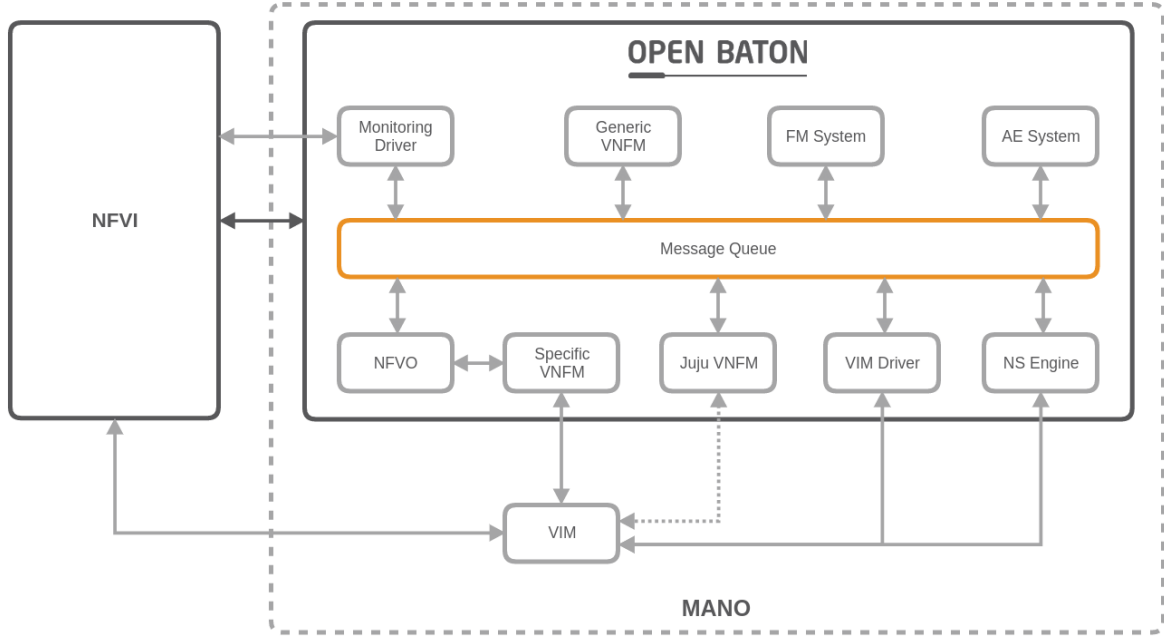 OPEN BATON
Monitoring
Driver
Generic
VNFM
FM System
AE System
NFVI
Message Queue
NFVO
Specific
VNFM
Juju VNFM
VIM Driver
NS Engine
VIM
MANO